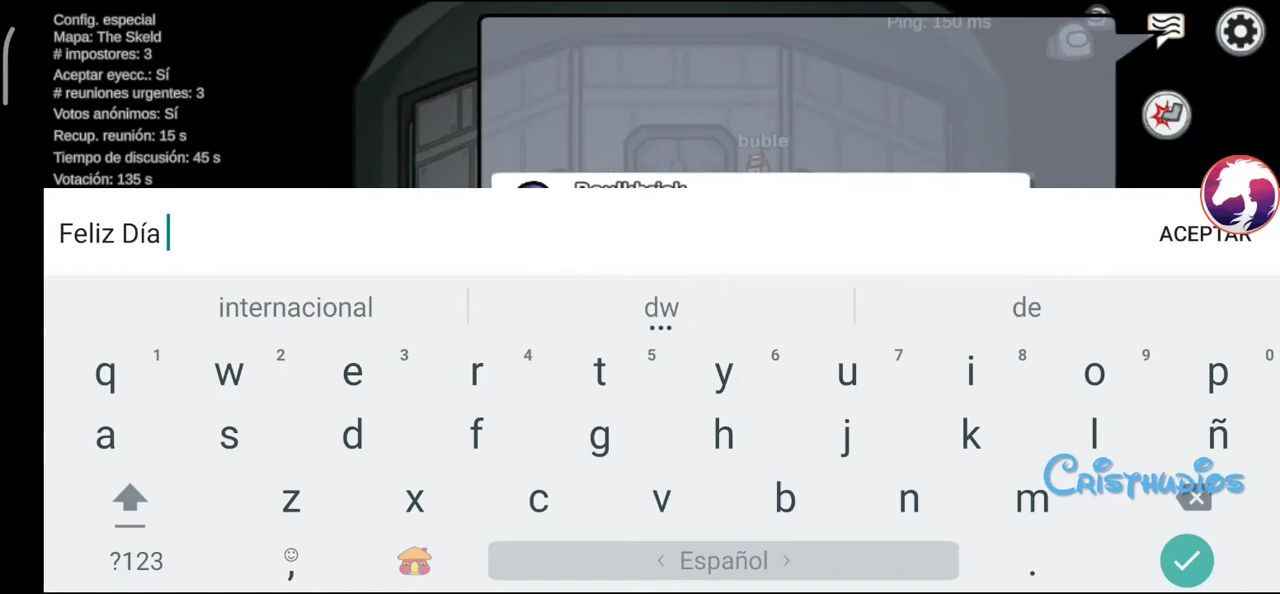 Config. especial
Mapa: The Skeld
# impostores: 3
Aceptar eyecc.: Sí
# reuniones urgentes: 3
Votos anónimos: Sí
Recup. reunión: 15 s
Tiempo de discusión: 45 s
Votación: 135 s
Ping: 150 ms
buble
Feliz Día
ACEPTAR
internacional dw de
1 2 3 4 5 6 7 8 9 0
q w e r t y u i o p
a s d f g h j k l ñ
z x c v b n m
Cristhudios
?123 , Español .